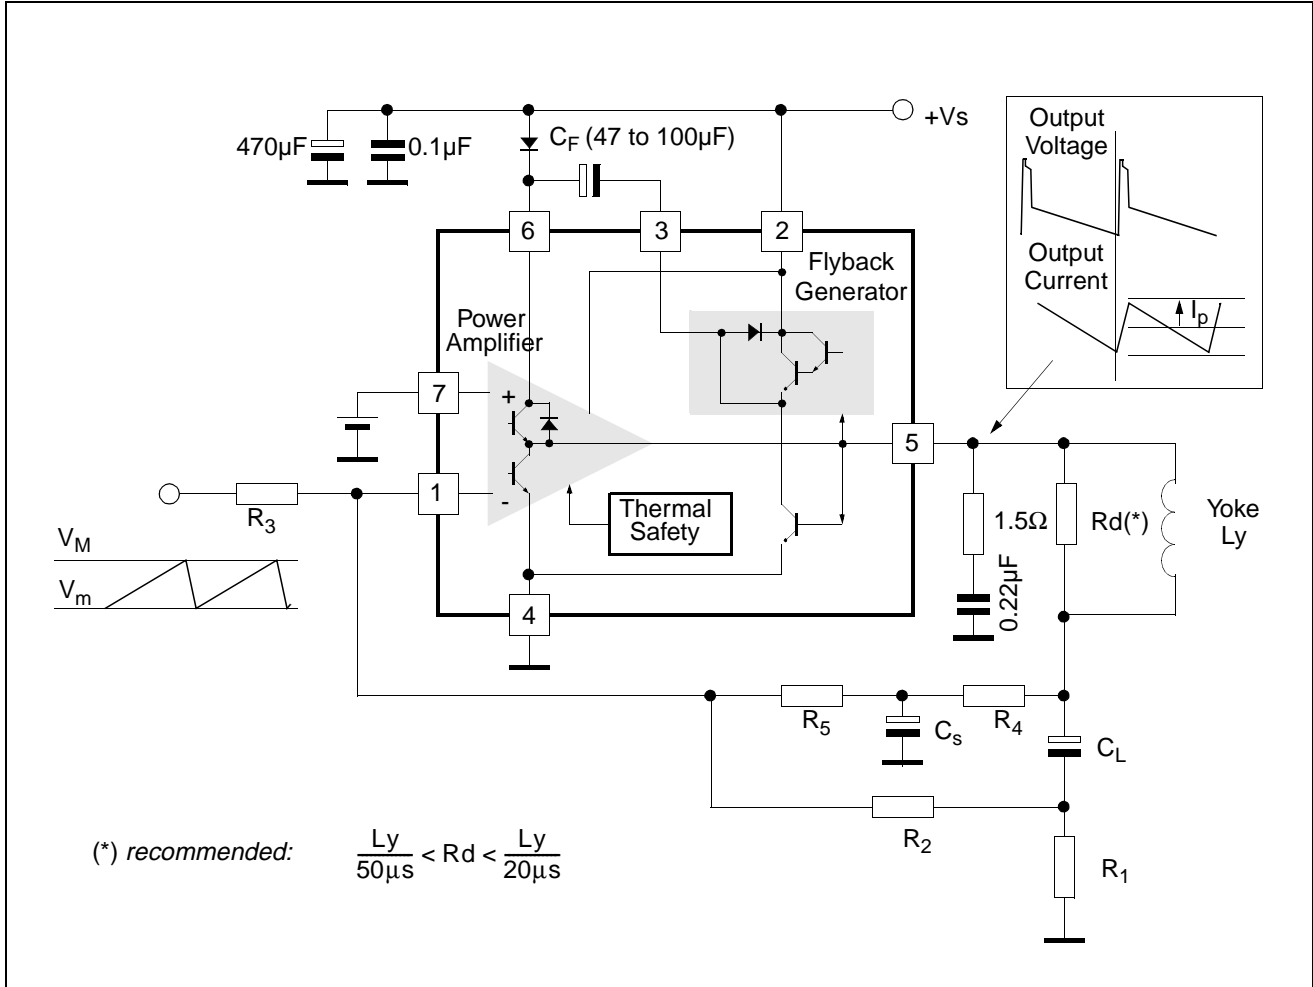 +Vs
470µF
0.1µF
C_F (47 to 100µF)
Output
Voltage
Output
Current
I_p
6
3
2
Flyback
Generator
Power
Amplifier
7
+
5
1
-
R_3
Thermal
Safety
1.5Ω
Rd(*)
Yoke
Ly
0.22µF
V_M
V_m
4
R_5
C_s
R_4
C_L
R_2
R_1
(*) recommended: Ly/50µs < Rd < Ly/20µs